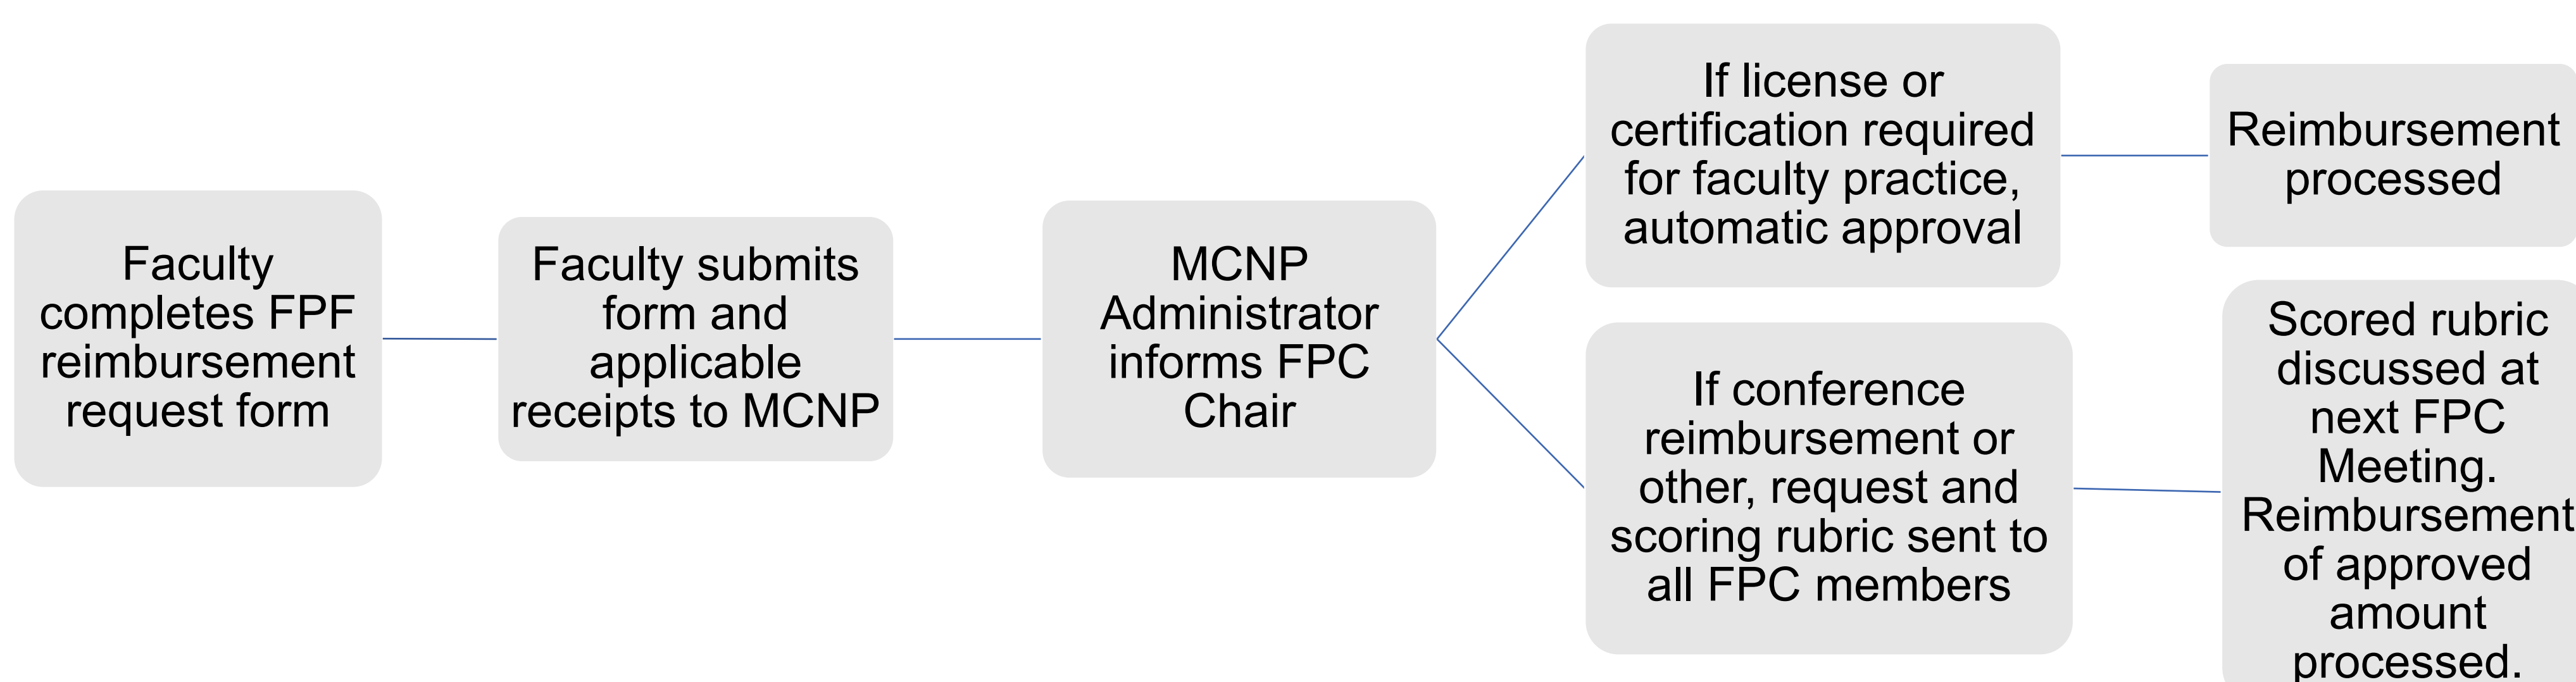 Faculty
completes FPF
reimbursement
request form
Faculty submits
form and
applicable
receipts to MCNP
MCNP
Administrator
informs FPC
Chair
If license or
certification required
for faculty practice,
automatic approval
Reimbursement
processed
If conference
reimbursement or
other, request and
scoring rubric sent to
all FPC members
Scored rubric
discussed at
next FPC
Meeting.
Reimbursement
of approved
amount
processed.